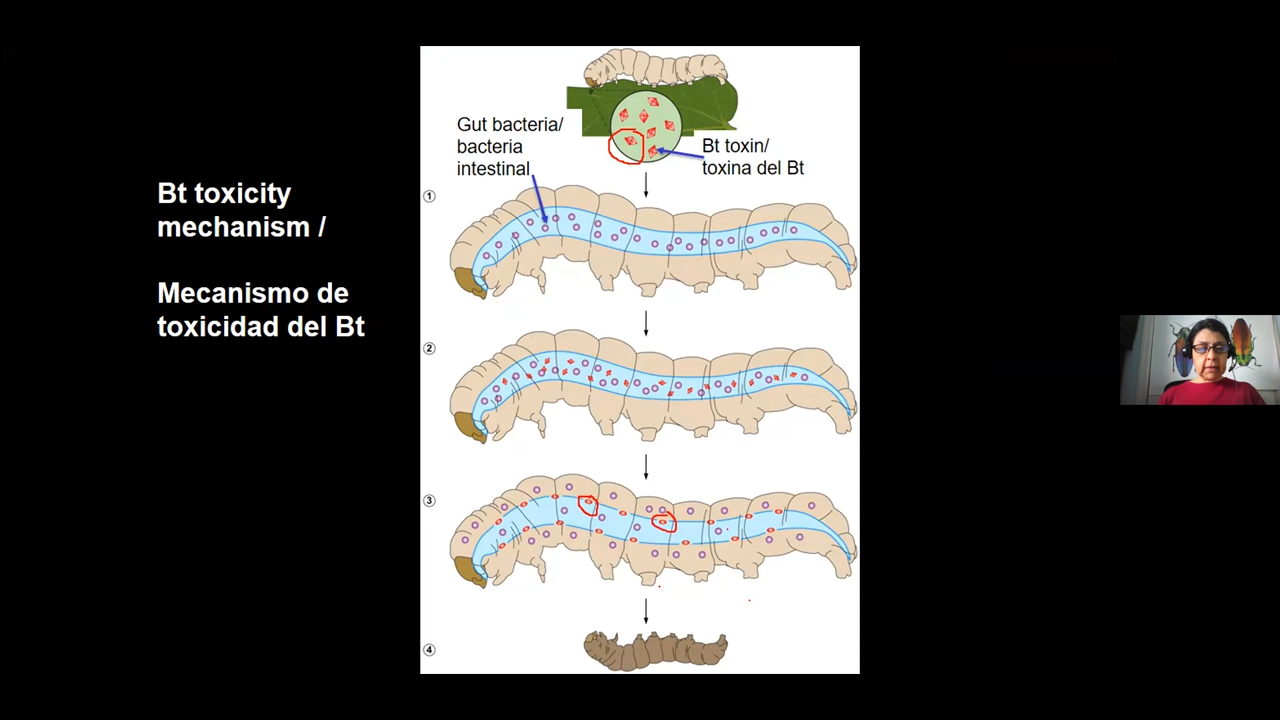 Bt toxicity
mechanism /
Mecanismo de
toxicidad del Bt
Gut bacteria/
bacteria
intestinal
Bt toxin/
toxina del Bt
1
2
3
4